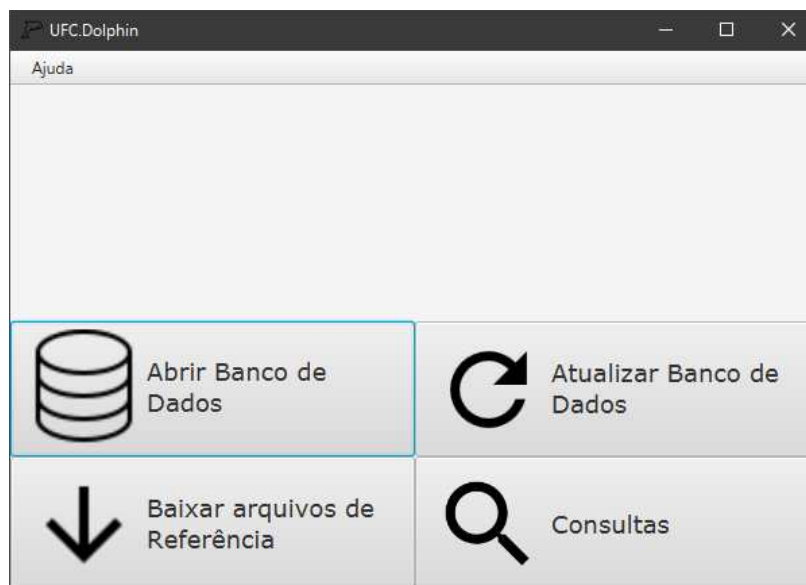 UFC.Dolphin
Ajuda
Abrir Banco de
Dados
Atualizar Banco de
Dados
Baixar arquivos de
Referência
Consultas